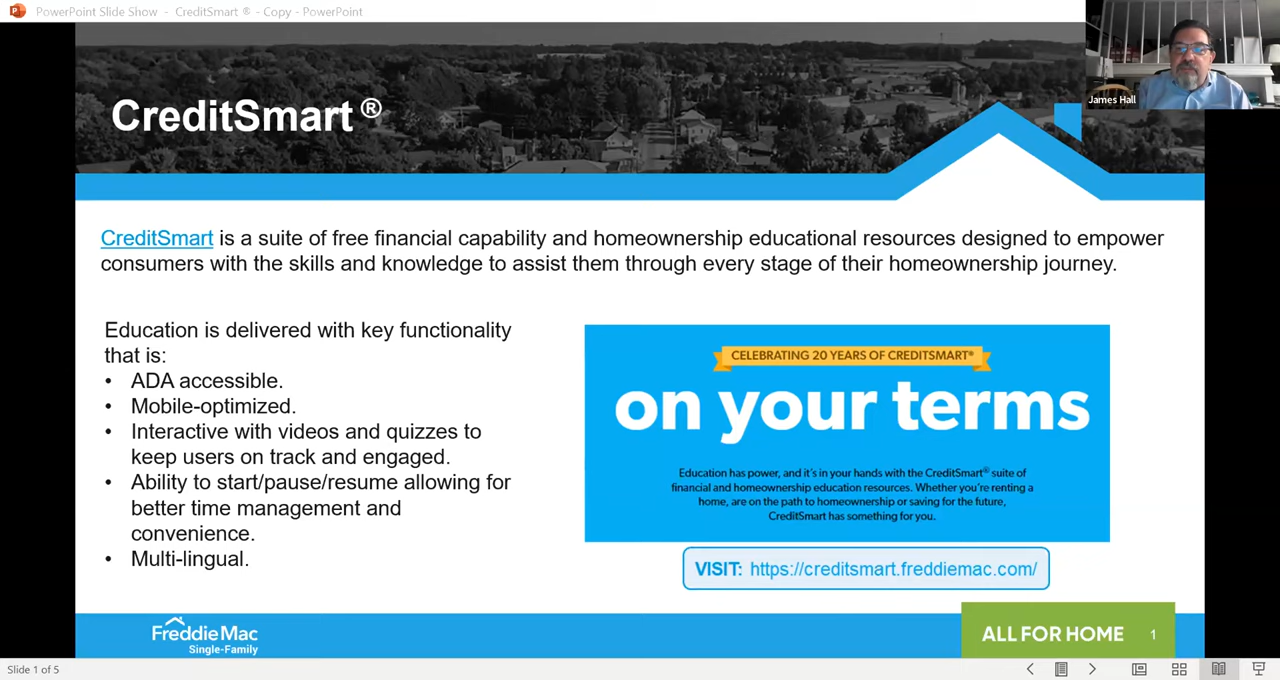 PowerPoint Slide Show - CreditSmart ® - Copy - PowerPoint
James Hall
CreditSmart ®
CreditSmart is a suite of free financial capability and homeownership educational resources designed to empower
consumers with the skills and knowledge to assist them through every stage of their homeownership journey.
Education is delivered with key functionality
that is:
• ADA accessible.
• Mobile-optimized.
• Interactive with videos and quizzes to
keep users on track and engaged.
• Ability to start/pause/resume allowing for
better time management and
convenience.
• Multi-lingual.
CELEBRATING 20 YEARS OF CREDITSMART®
on your terms
Education has power, and it's in your hands with the CreditSmart® suite of
financial and homeownership education resources. Whether you're renting a
home, are on the path to homeownership or saving for the future,
CreditSmart has something for you.
VISIT: https://creditsmart.freddiemac.com/
Freddie Mac
Single-Family
ALL FOR HOME 1
Slide 1 of 5